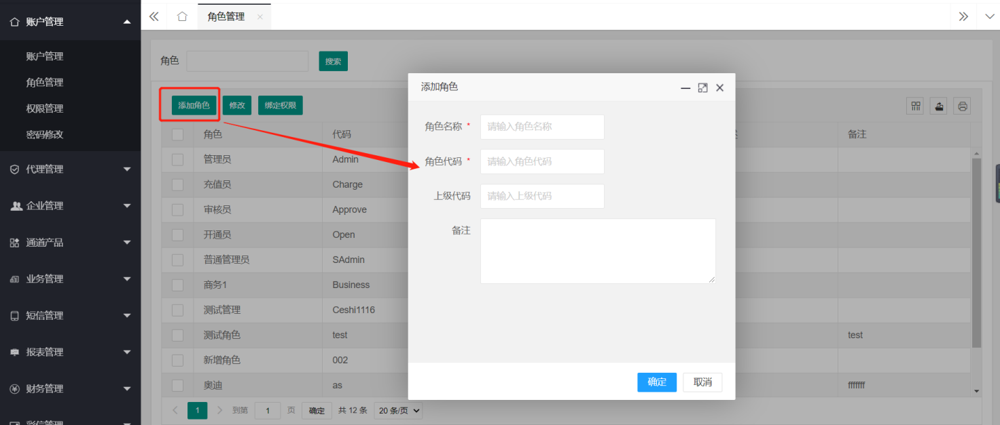 账户管理
账户管理
角色管理
权限管理
密码修改
代理管理
企业管理
通道产品
业务管理
短信管理
报表管理
财务管理
彩信管理
角色管理
角色 搜索
添加角色 修改 绑定权限
角色 代码 备注
管理员 Admin
充值员 Charge
审核员 Approve
开通员 Open
普通管理员 SAdmin
商务1 Business
测试管理 Ceshi1116
测试角色 test test
新增角色 002
奥迪 as fffffff
1 到第 1 页 确定 共 12 条 20 条/页
添加角色
角色名称 * 请输入角色名称
角色代码 * 请输入角色代码
上级代码 请输入上级代码
备注
确定 取消